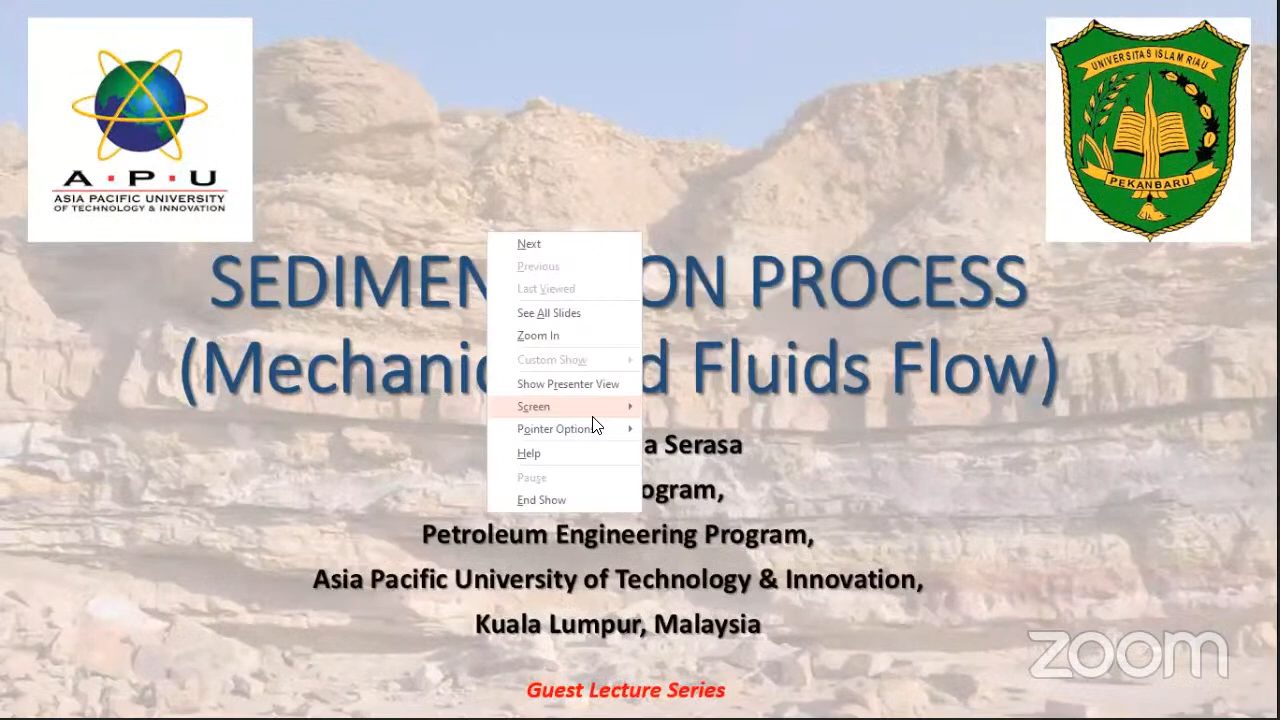 A·P·U
ASIA PACIFIC UNIVERSITY
OF TECHNOLOGY & INNOVATION
UNIVERSITAS ISLAM RIAU
PEKANBARU
SEDIMEN ON PROCESS
(Mechanic d Fluids Flow)
a Serasa
ogram,
Petroleum Engineering Program,
Asia Pacific University of Technology & Innovation,
Kuala Lumpur, Malaysia
Guest Lecture Series
Next
Previous
Last Viewed
See All Slides
Zoom In
Custom Show
Show Presenter View
Screen
Pointer Options
Help
Pause
End Show
zoom